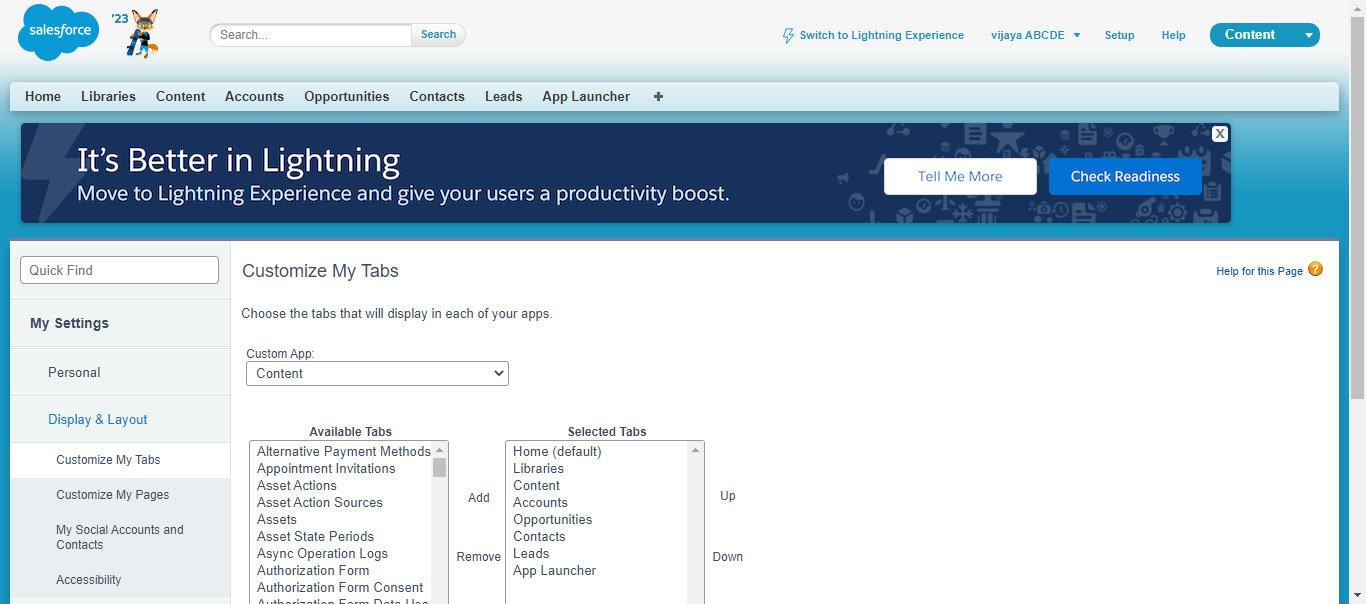 salesforce
'23
Search...
Search
Switch to Lightning Experience
vijaya ABCDE
Setup
Help
Content
Home Libraries Content Accounts Opportunities Contacts Leads App Launcher +
It's Better in Lightning
Move to Lightning Experience and give your users a productivity boost.
Tell Me More
Check Readiness
X
Quick Find
My Settings
Personal
Display & Layout
Customize My Tabs
Customize My Pages
My Social Accounts and
Contacts
Accessibility
Customize My Tabs
Help for this Page ?
Choose the tabs that will display in each of your apps.
Custom App:
Content
Available Tabs
Alternative Payment Methods
Appointment Invitations
Asset Actions
Asset Action Sources
Assets
Asset State Periods
Async Operation Logs
Authorization Form
Authorization Form Consent
Authorization Form Data Use
Add
Remove
Selected Tabs
Home (default)
Libraries
Content
Accounts
Opportunities
Contacts
Leads
App Launcher
Up
Down